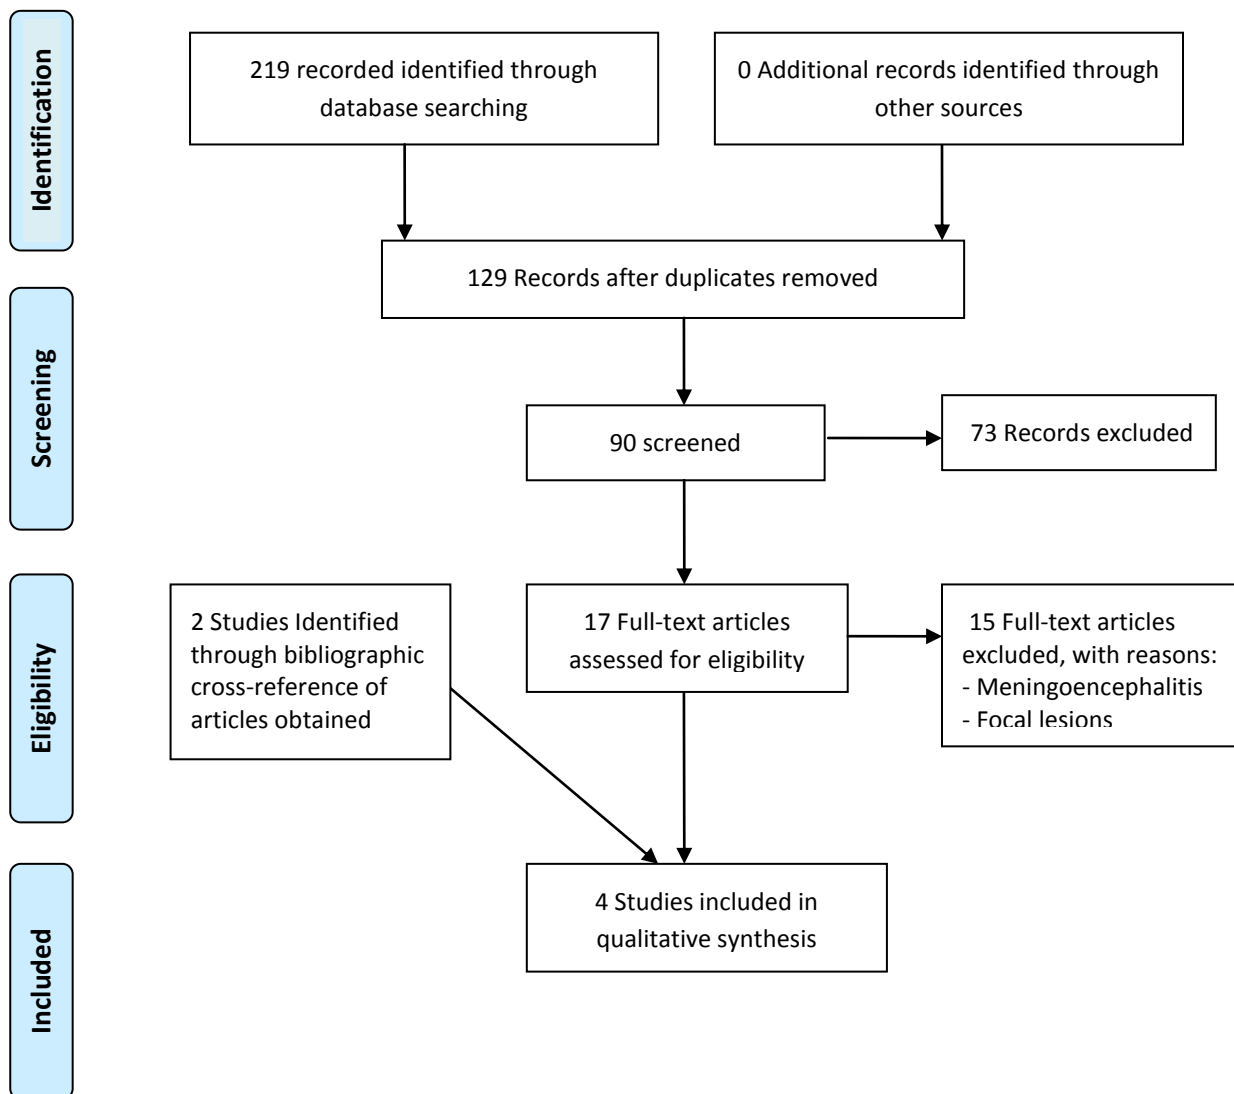 Identification
219 recorded identified through
database searching
0 Additional records identified through
other sources
129 Records after duplicates removed
Screening
90 screened
73 Records excluded
Eligibility
2 Studies Identified
through bibliographic
cross-reference of
articles obtained
17 Full-text articles
assessed for eligibility
15 Full-text articles
excluded, with reasons:
- Meningoencephalitis
- Focal lesions
Included
4 Studies included in
qualitative synthesis